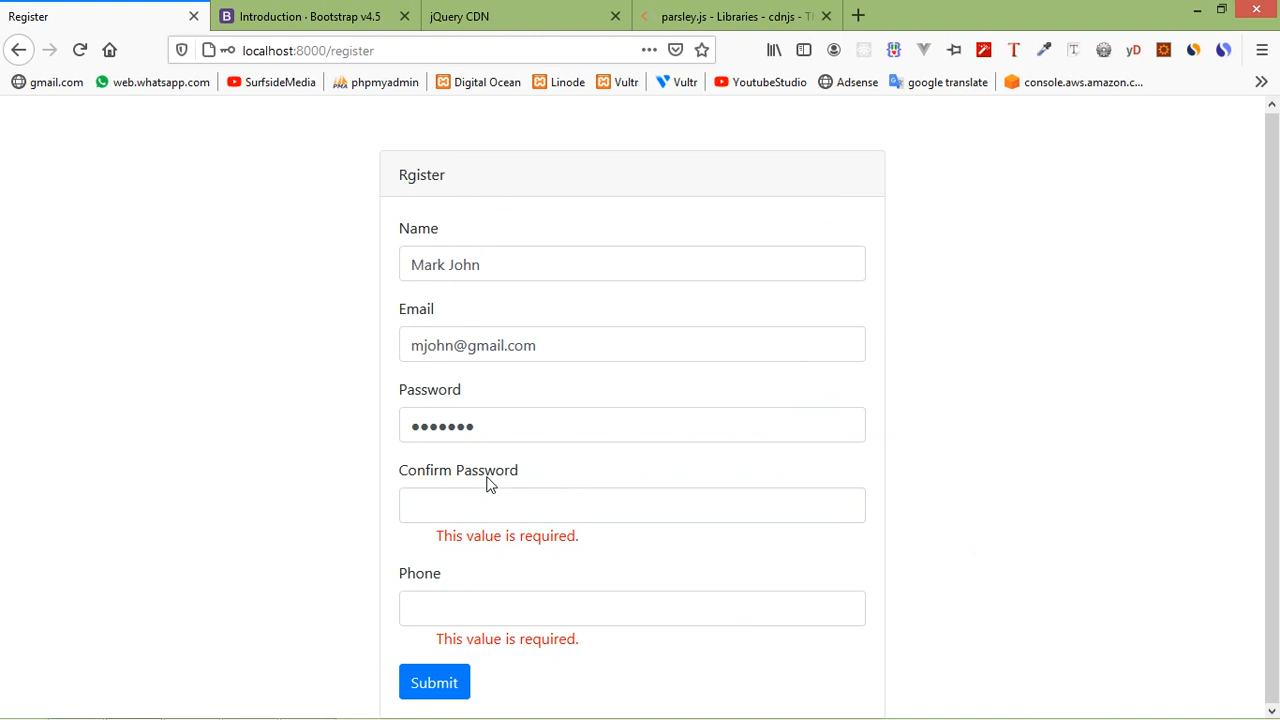 Register
Introduction · Bootstrap v4.5
jQuery CDN
parsley.js - Libraries - cdnjs - T
localhost:8000/register
gmail.com
web.whatsapp.com
SurfsideMedia
phpmyadmin
Digital Ocean
Linode
Vultr
Vultr
YoutubeStudio
Adsense
google translate
console.aws.amazon.c...
Rgister
Name
Mark John
Email
mjohn@gmail.com
Password
Confirm Password
This value is required.
Phone
This value is required.
Submit